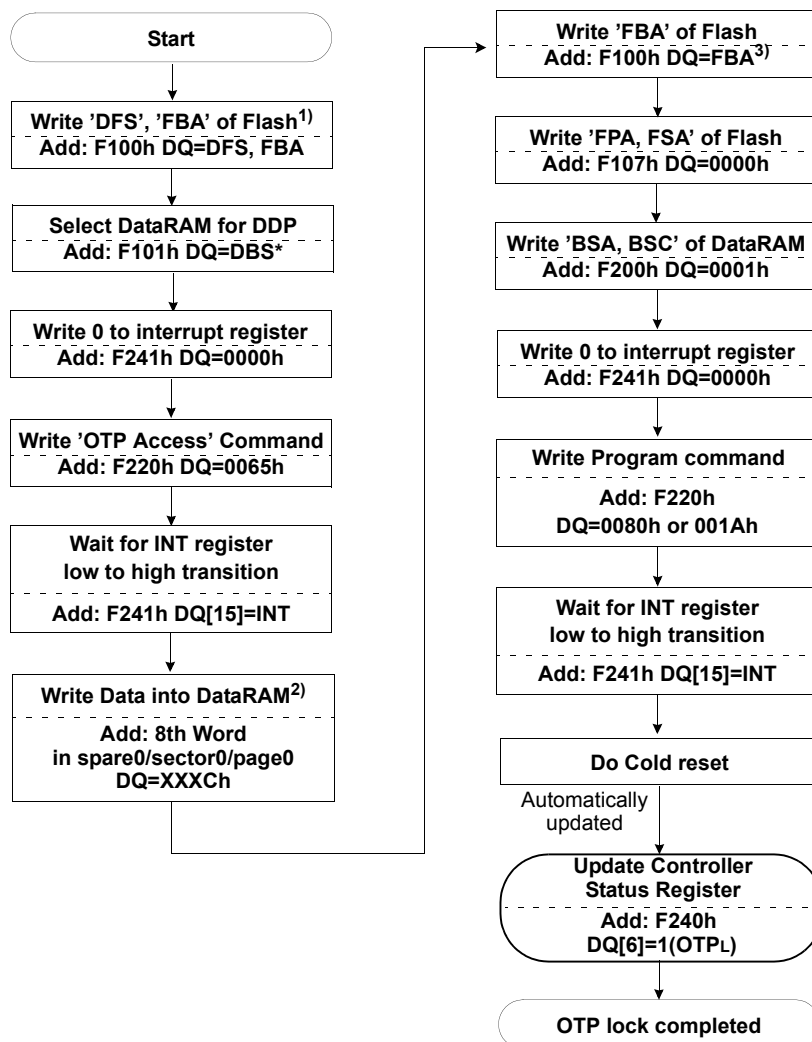 Start
Write ’DFS’, ’FBA’ of Flash1)
Add: F100h DQ=DFS, FBA
Select DataRAM for DDP
Add: F101h DQ=DBS*
Write 0 to interrupt register
Add: F241h DQ=0000h
Write ’OTP Access’ Command
Add: F220h DQ=0065h
Wait for INT register
low to high transition
Add: F241h DQ[15]=INT
Write Data into DataRAM2)
Add: 8th Word
in spare0/sector0/page0
DQ=XXXCh
Write ’FBA’ of Flash
Add: F100h DQ=FBA3)
Write ’FPA, FSA’ of Flash
Add: F107h DQ=0000h
Write ’BSA, BSC’ of DataRAM
Add: F200h DQ=0001h
Write 0 to interrupt register
Add: F241h DQ=0000h
Write Program command
Add: F220h
DQ=0080h or 001Ah
Wait for INT register
low to high transition
Add: F241h DQ[15]=INT
Do Cold reset
Automatically
updated
Update Controller
Status Register
Add: F240h
DQ[6]=1(OTPL)
OTP lock completed